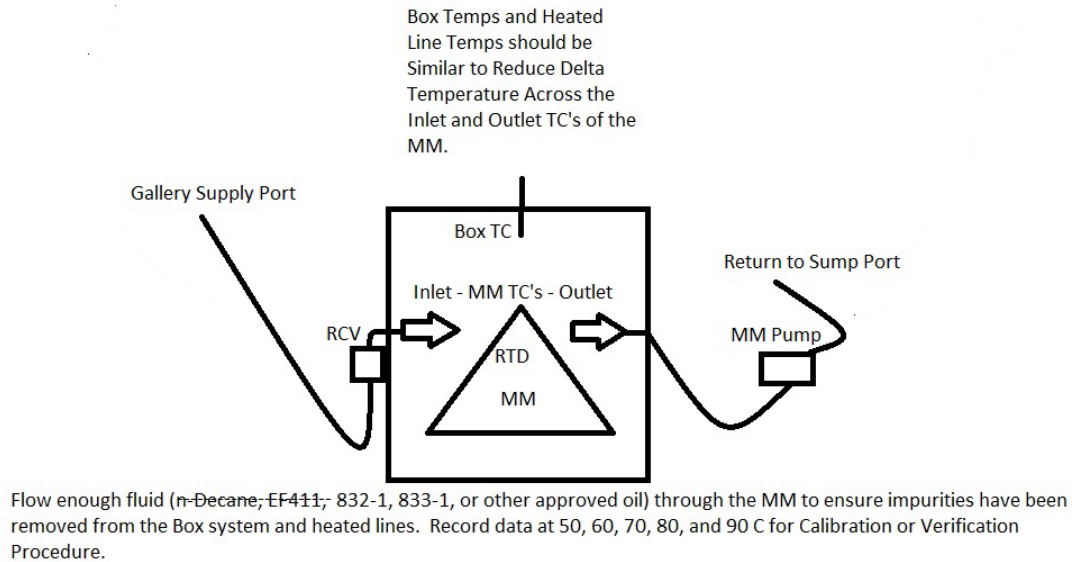 Box Temps and Heated
Line Temps should be
Similar to Reduce Delta
Temperature Across the
Inlet and Outlet TC's of the
MM.
Gallery Supply Port
Box TC
Return to Sump Port
Inlet - MM TC's - Outlet
RCV
MM Pump
RTD
MM
Flow enough fluid (n-Decane, EF411, 832-1, 833-1, or other approved oil) through the MM to ensure impurities have been
removed from the Box system and heated lines.  Record data at 50, 60, 70, 80, and 90 C for Calibration or Verification
Procedure.